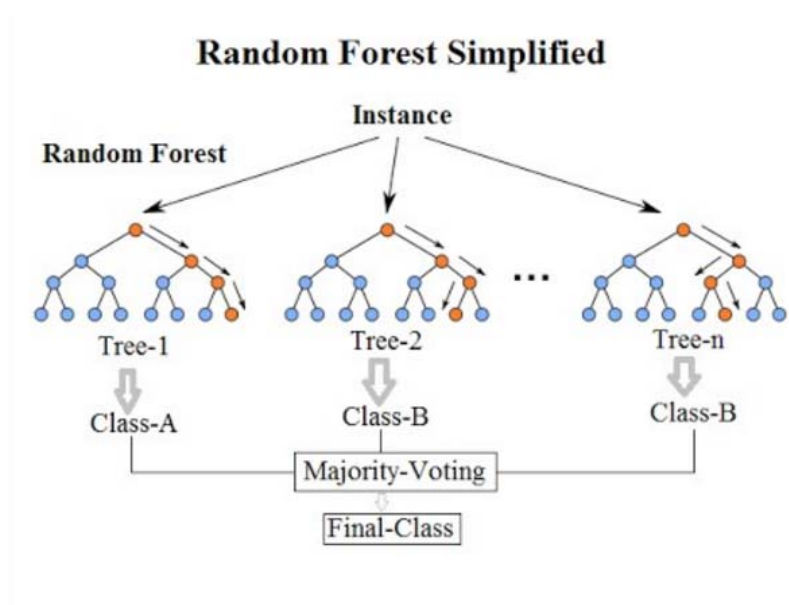 Random Forest Simplified
Instance
Random Forest
...
Tree-1
Tree-2
Tree-n
Class-A
Class-B
Class-B
Majority-Voting
Final-Class